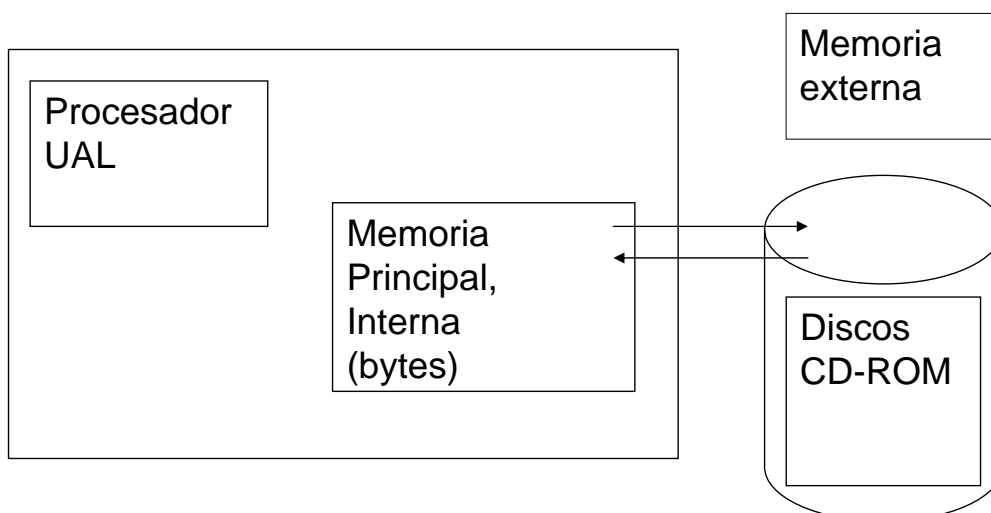 Procesador
UAL
Memoria
Principal,
Interna
(bytes)
Memoria
externa
Discos
CD-ROM